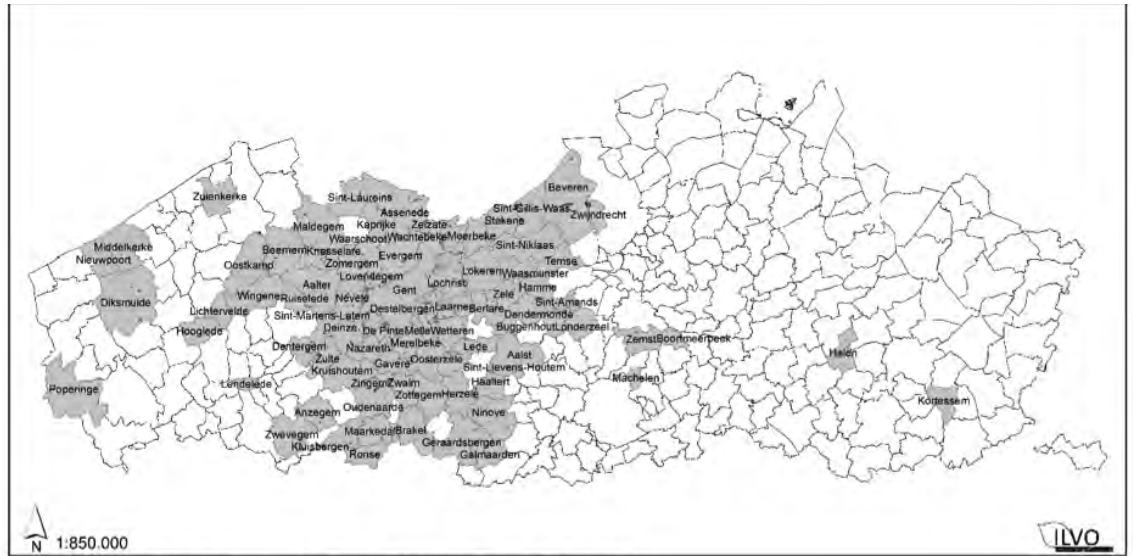 Beveren
Zuienkerke
Sint-Laureins
Sint-Gillis-Waas
Zwijndrecht
Assenede
Stekene
Maldegem
Kaprijke
Zelzate
Waarschoot
Wachtebeke
Moerbeke
Middelkerke
Beernem
Knesselare
Sint-Niklaas
Nieuwpoort
Oostkamp
Zomergem
Evergem
Temse
Lovendegem
Lokeren
Waasmunster
Aalter
Lochristi
Hamme
Gent
Diksmuide
Wingene
Ruiselede
Nevele
Zele
Sint-Amands
Lichtervelde
Destelbergen
Laarne
Berlare
Dendermonde
Sint-Martens-Latem
Hooglede
Deinze
De Pinte
Melle
Wetteren
Buggenhout
Londerzeel
Zemst
Boortmeerbeek
Dentergem
Nazareth
Merelbeke
Lede
Aalst
Halen
Zulte
Gavere
Oosterzele
Sint-Lievens-Houtem
Kruishoutem
Machelen
Poperinge
Lendelede
Zingem
Zwalm
Haaltert
Zottegem
Herzele
Kortessem
Anzegem
Oudenaarde
Ninove
Zwevegem
Maarkedal
Brakel
Kluisbergen
Geraardsbergen
Ronse
Galmaarden
N
1:850.000
ILVO